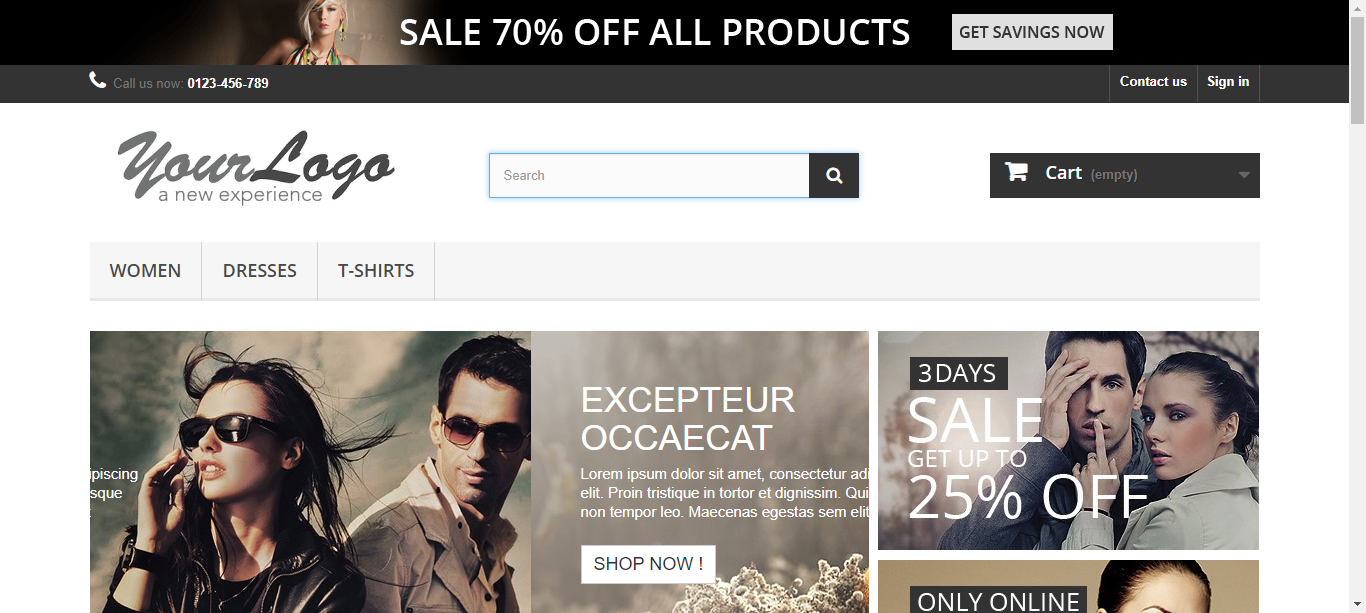 SALE 70% OFF ALL PRODUCTS
GET SAVINGS NOW
Call us now: 0123-456-789
Contact us
Sign in
YourLogo
a new experience
Search
Cart (empty)
WOMEN
DRESSES
T-SHIRTS
ipiscing
sque
EXCEPTEUR
OCCAECAT
Lorem ipsum dolor sit amet, consectetur adi
elit. Proin tristique in tortor et dignissim. Qui
non tempor leo. Maecenas egestas sem elit
SHOP NOW !
3 DAYS
SALE
GET UP TO
25% OFF
ONLY ONLINE